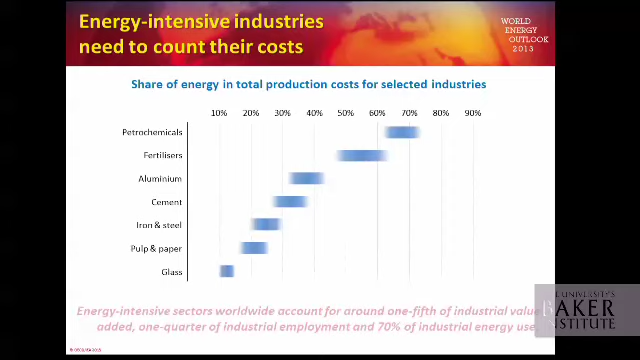 Energy-intensive industries
need to count their costs
WORLD
ENERGY
OUTLOOK
2013
Share of energy in total production costs for selected industries
10% 20% 30% 40% 50% 60% 70% 80% 90%
Petrochemicals
Fertilisers
Aluminium
Cement
Iron & steel
Pulp & paper
Glass
Energy-intensive sectors worldwide account for around one-fifth of industrial value
added, one-quarter of industrial employment and 70% of industrial energy use
UNIVERSITY'S
BAKER
INSTITUTE
© OECD/IEA 2013